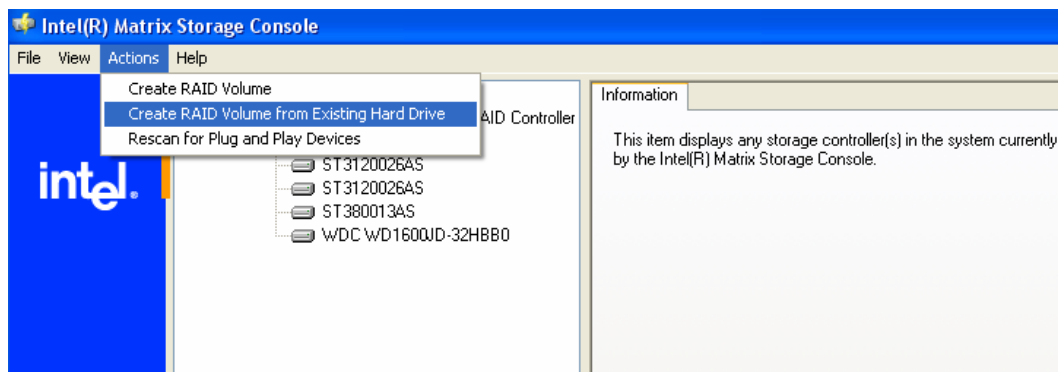 Intel(R) Matrix Storage Console
File View Actions Help
Create RAID Volume
Create RAID Volume from Existing Hard Drive
Rescan for Plug and Play Devices
AID Controller
ST3120026AS
ST3120026AS
ST380013AS
WDC WD1600JD-32HBB0
intel®
Information
This item displays any storage controller(s) in the system currently
by the Intel(R) Matrix Storage Console.